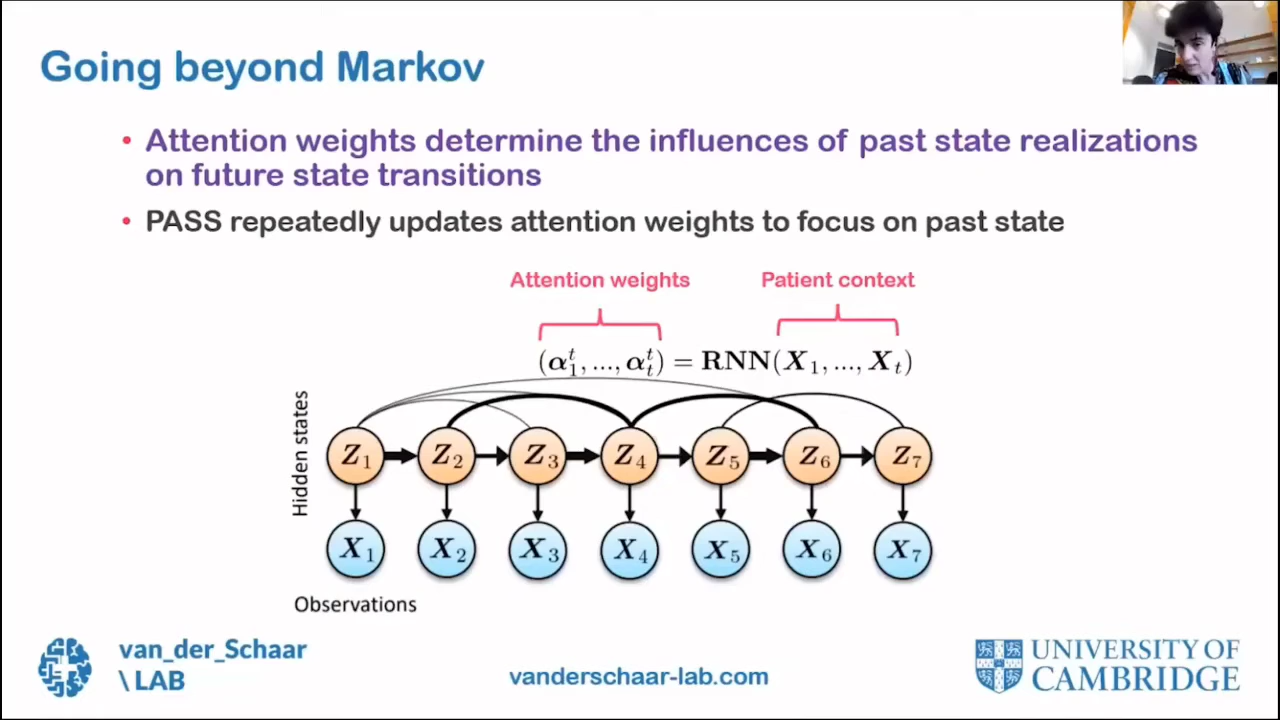 Going beyond Markov
• Attention weights determine the influences of past state realizations
on future state transitions
• PASS repeatedly updates attention weights to focus on past state
Attention weights Patient context
(α₁ᵗ, ..., αₜᵗ) = RNN(X₁, ..., Xₜ)
Hidden states
Z₁ Z₂ Z₃ Z₄ Z₅ Z₆ Z₇
X₁ X₂ X₃ X₄ X₅ X₆ X₇
Observations
van_der_Schaar
\ LAB
vanderschaar-lab.com
UNIVERSITY OF
CAMBRIDGE